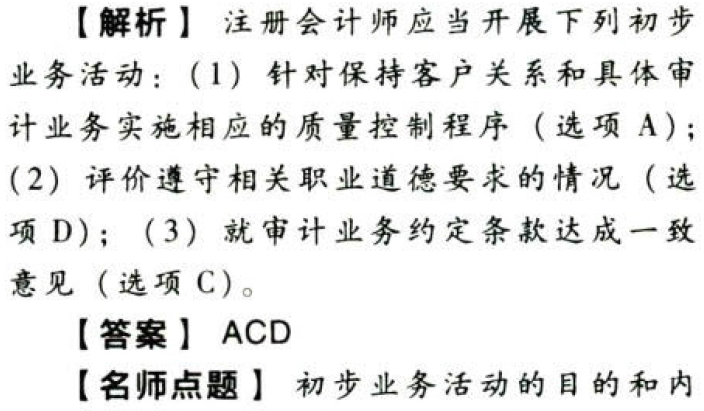 【解析】 注册会计师应当开展下列初步
业务活动：(1) 针对保持客户关系和具体审
计业务实施相应的质量控制程序 (选项 A)；
(2) 评价遵守相关职业道德要求的情况 (选
项 D)；(3) 就审计业务约定条款达成一致
意见 (选项 C)。
【答案】 ACD
【名师点题】 初步业务活动的目的和内